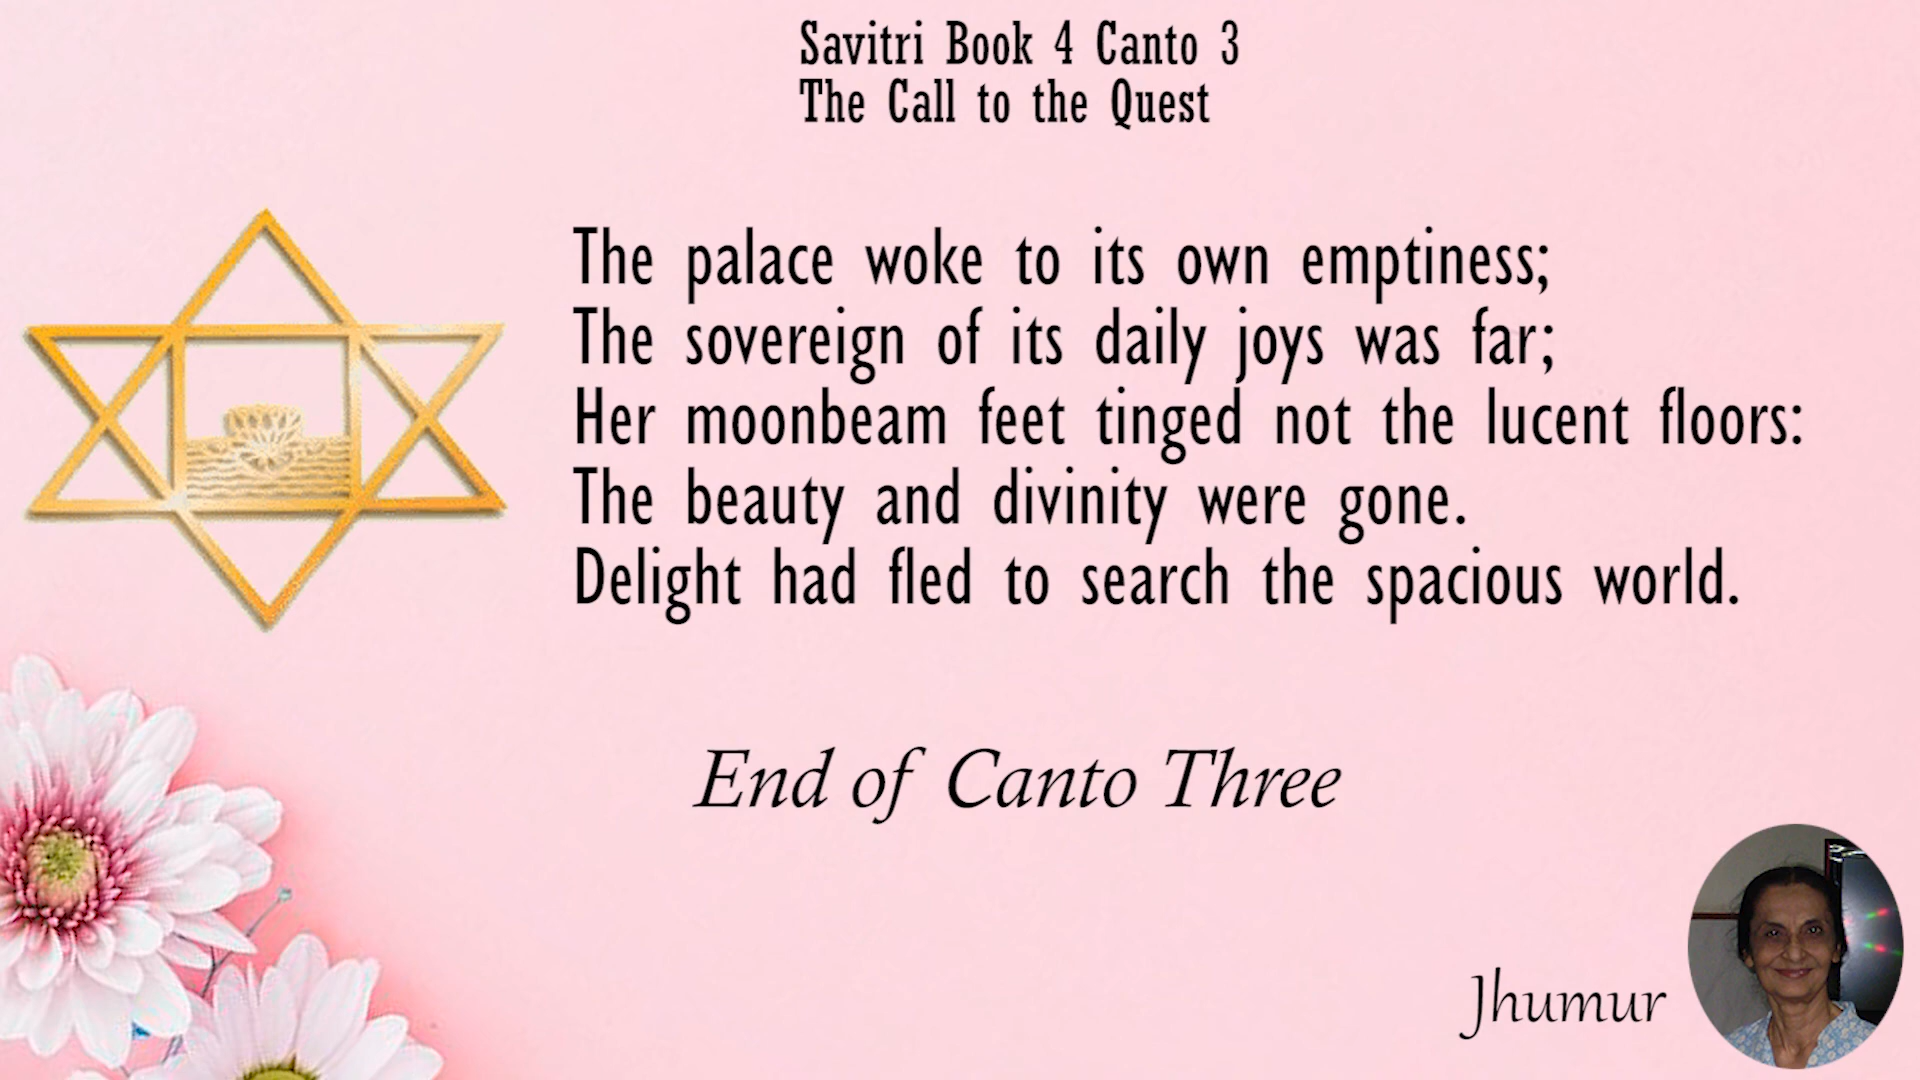 Savitri Book 4 Canto 3
The Call to the Quest
The palace woke to its own emptiness;
The sovereign of its daily joys was far;
Her moonbeam feet tinged not the lucent floors:
The beauty and divinity were gone.
Delight had fled to search the spacious world.
End of Canto Three
Jhumur